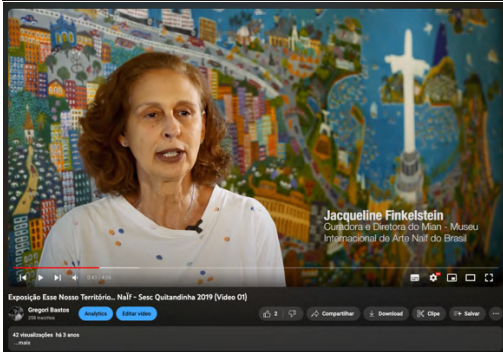 Jacqueline Finkelstein
Curadora e Diretora do Mian - Museu
Internacional de Arte Naïf do Brasil
Exposição Esse Nosso Território... NaÏf - Sesc Quitandinha 2019 (Vídeo 01)
Gregori Bastos
Analytics
Editar vídeo
2
Compartilhar
Download
Clipe
Salvar
42 visualizações há 3 anos
...mais